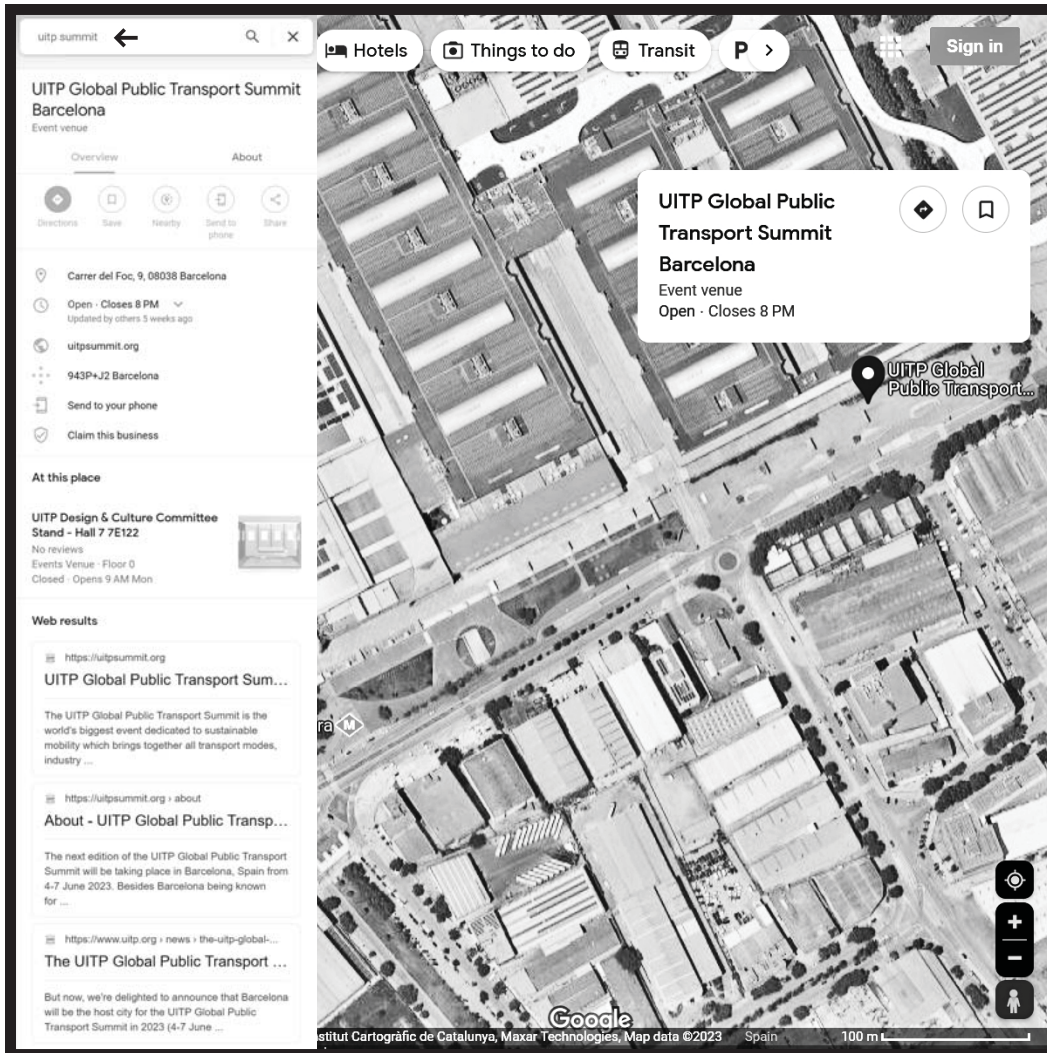 uitp summit
Hotels
Things to do
Transit
P
Sign in
UITP Global Public Transport Summit
Barcelona
Event venue
Overview
About
Directions
Save
Nearby
Send to
phone
Share
Carrer del Foc, 9, 08038 Barcelona
Open · Closes 8 PM
Updated by others 5 weeks ago
uitpsummit.org
943P+J2 Barcelona
Send to your phone
Claim this business
At this place
UITP Design & Culture Committee
Stand - Hall 7 7E122
No reviews
Events Venue · Floor 0
Closed · Opens 9 AM Mon
Web results
https://uitpsummit.org
UITP Global Public Transport Sum...
The UITP Global Public Transport Summit is the
world's biggest event dedicated to sustainable
mobility which brings together all transport modes,
industry ...
https://uitpsummit.org › about
About - UITP Global Public Transp...
The next edition of the UITP Global Public Transport
Summit will be taking place in Barcelona, Spain from
4-7 June 2023. Besides Barcelona being known
for ...
https://www.uitp.org › news › the-uitp-global-...
The UITP Global Public Transport ...
But now, we're delighted to announce that Barcelona
will be the host city for the UITP Global Public
Transport Summit in 2023 (4-7 June ...
UITP Global Public
Transport Summit
Barcelona
Event venue
Open · Closes 8 PM
UITP Global
Public Transport...
ra
M
Google
stitut Cartogràfic de Catalunya, Maxar Technologies, Map data ©2023
Spain
100 m